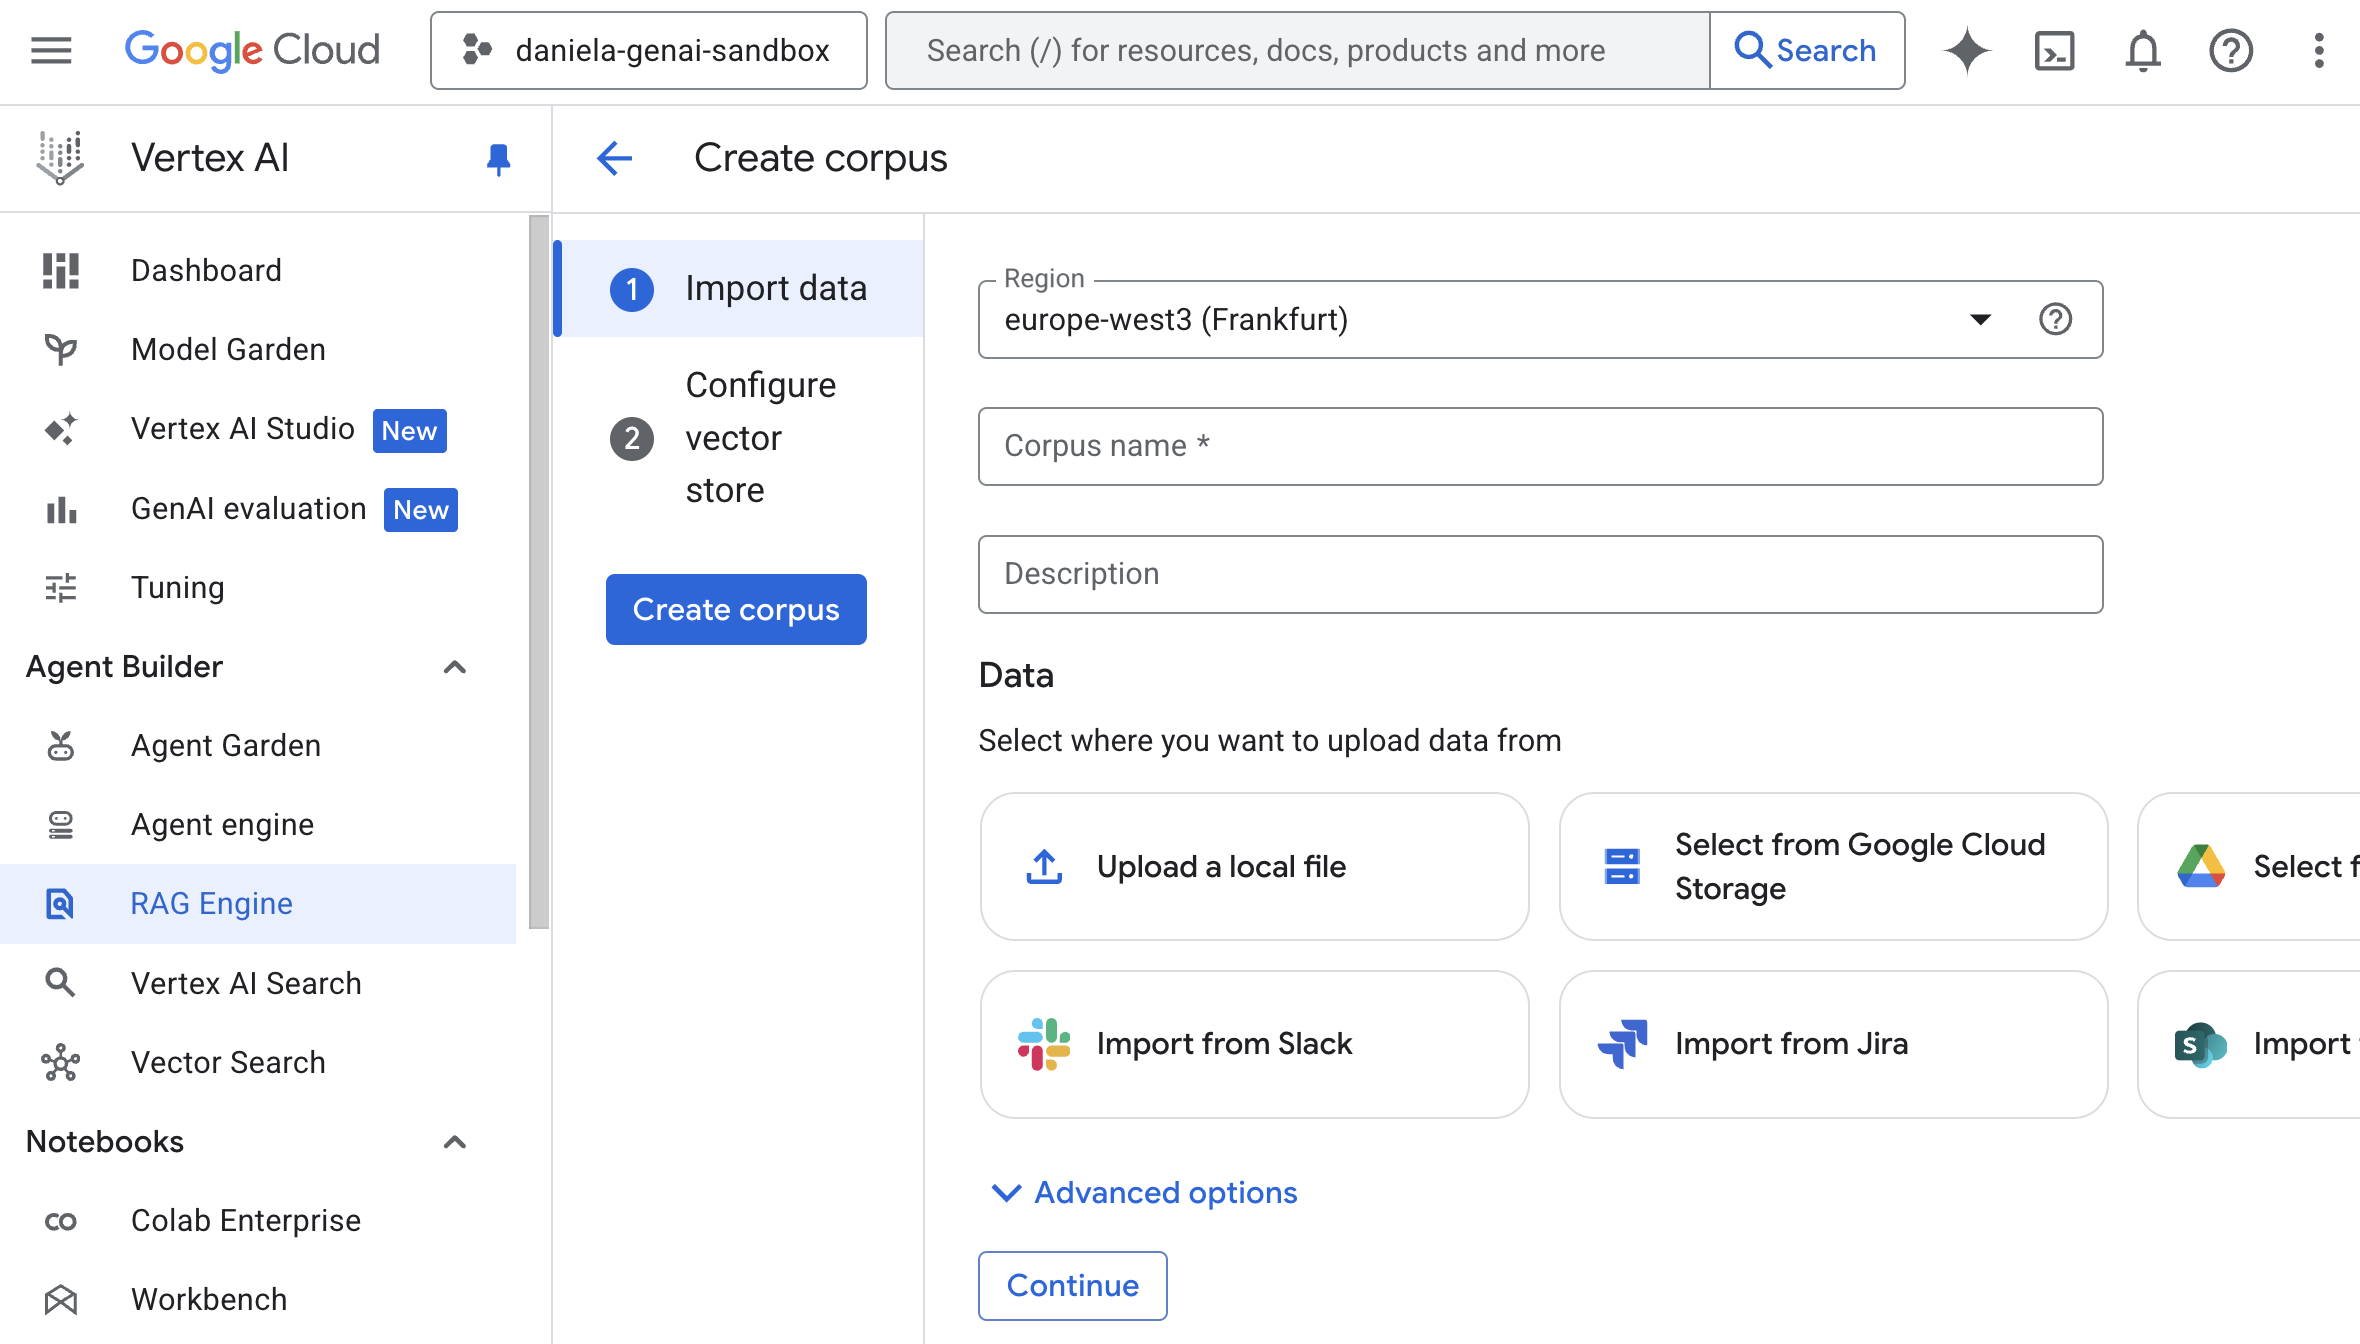 Google Cloud
daniela-genai-sandbox
Search (/) for resources, docs, products and more
Search
Vertex AI
Create corpus
Dashboard
Model Garden
Vertex AI Studio New
GenAI evaluation New
Tuning
Agent Builder
Agent Garden
Agent engine
RAG Engine
Vertex AI Search
Vector Search
Notebooks
Colab Enterprise
Workbench
1 Import data
2 Configure
vector
store
Create corpus
Region
europe-west3 (Frankfurt)
Corpus name *
Description
Data
Select where you want to upload data from
Upload a local file
Select from Google Cloud
Storage
Select f
Import from Slack
Import from Jira
S Import
Advanced options
Continue